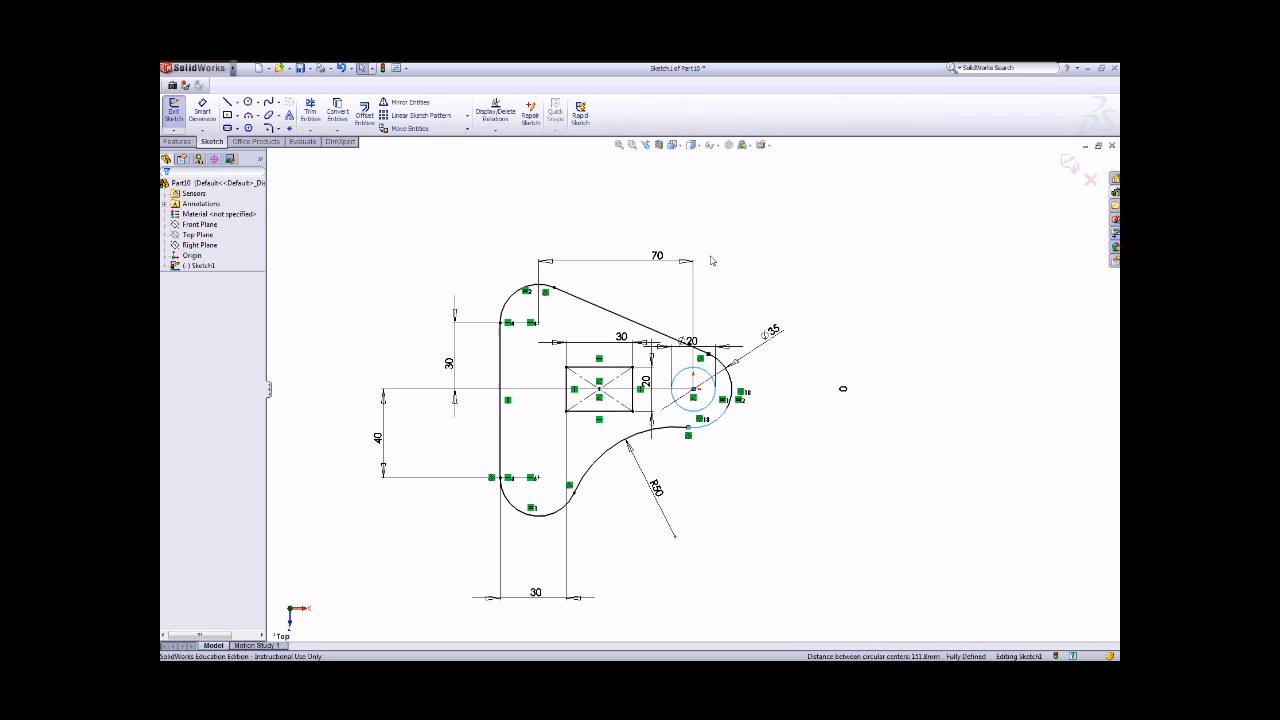 SolidWorks
Sketch1 of Part10 *
SolidWorks Search
Exit Sketch
Smart Dimension
Trim Entities
Convert Entities
Offset Entities
Mirror Entities
Linear Sketch Pattern
Move Entities
Display/Delete Relations
Repair Sketch
Quick Snaps
Rapid Sketch
Features
Sketch
Office Products
Evaluate
DimXpert
Part10 (Default<<Default>_Dis
Sensors
Annotations
Material <not specified>
Front Plane
Top Plane
Right Plane
Origin
(-) Sketch1
70
30
∅20
∅35
30
20
0
40
R50
30
*Top
Model
Motion Study 1
SolidWorks Education Edition - Instructional Use Only
Distance between circular centers: 151.8mm
Fully Defined
Editing Sketch1